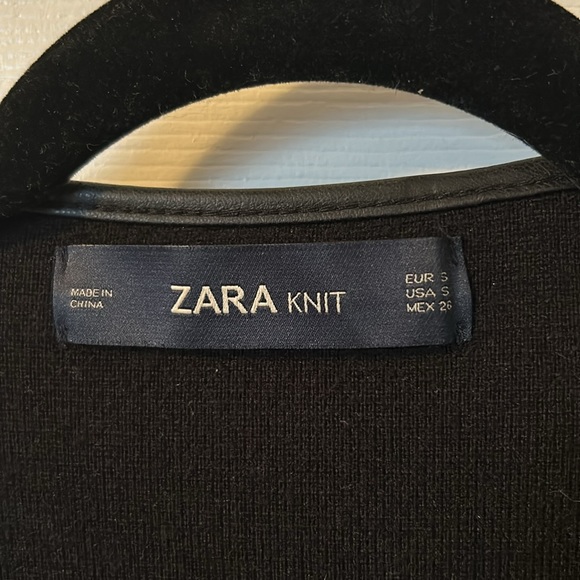 MADE IN
CHINA
ZARA KNIT
EUR S
USA S
MEX 26